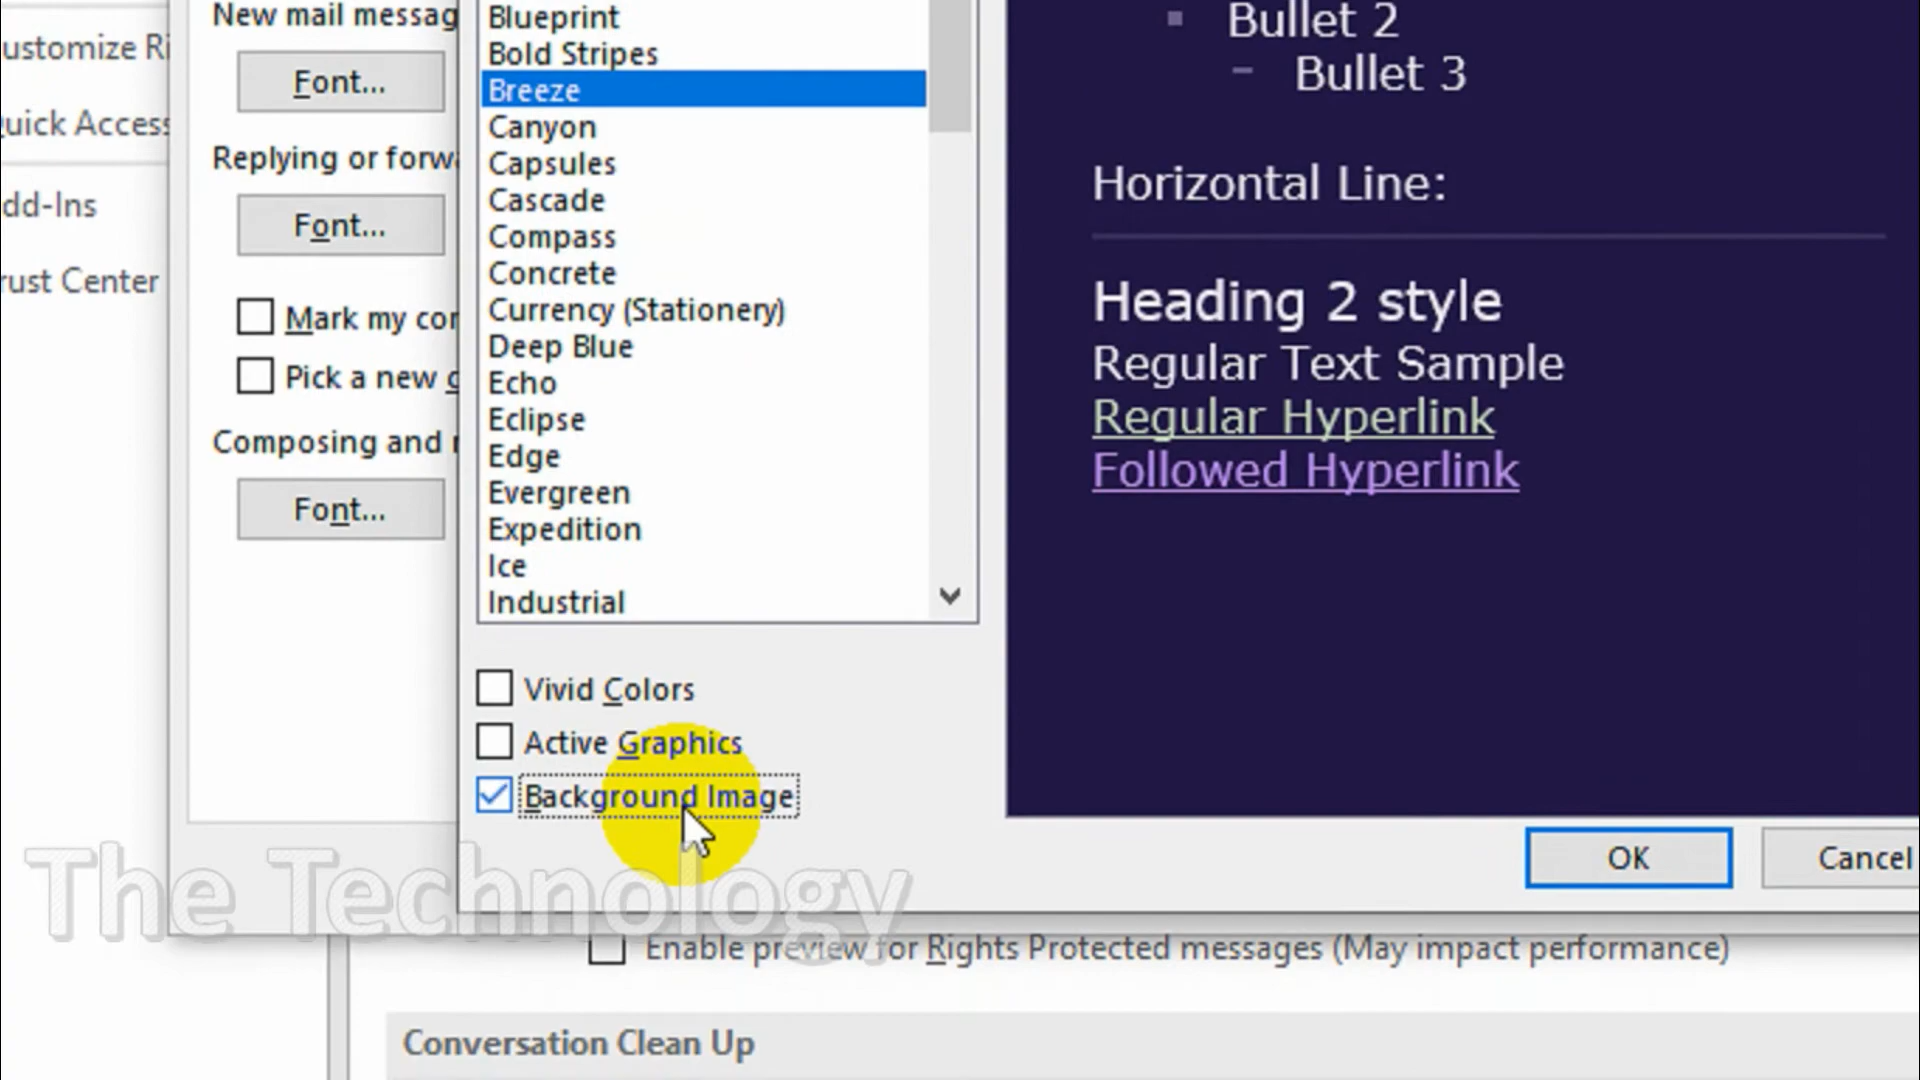 New mail messag
ustomize Ri
Font...
uick Access
Replying or forwa
dd-Ins
Font...
rust Center
Mark my cor
Pick a new c
Composing and r
Font...
Blueprint
Bold Stripes
Breeze
Canyon
Capsules
Cascade
Compass
Concrete
Currency (Stationery)
Deep Blue
Echo
Eclipse
Edge
Evergreen
Expedition
Ice
Industrial
Vivid Colors
Active Graphics
Background Image
Bullet 2
Bullet 3
Horizontal Line:
Heading 2 style
Regular Text Sample
Regular Hyperlink
Followed Hyperlink
OK
Cancel
The Technology
Enable preview for Rights Protected messages (May impact performance)
Conversation Clean Up